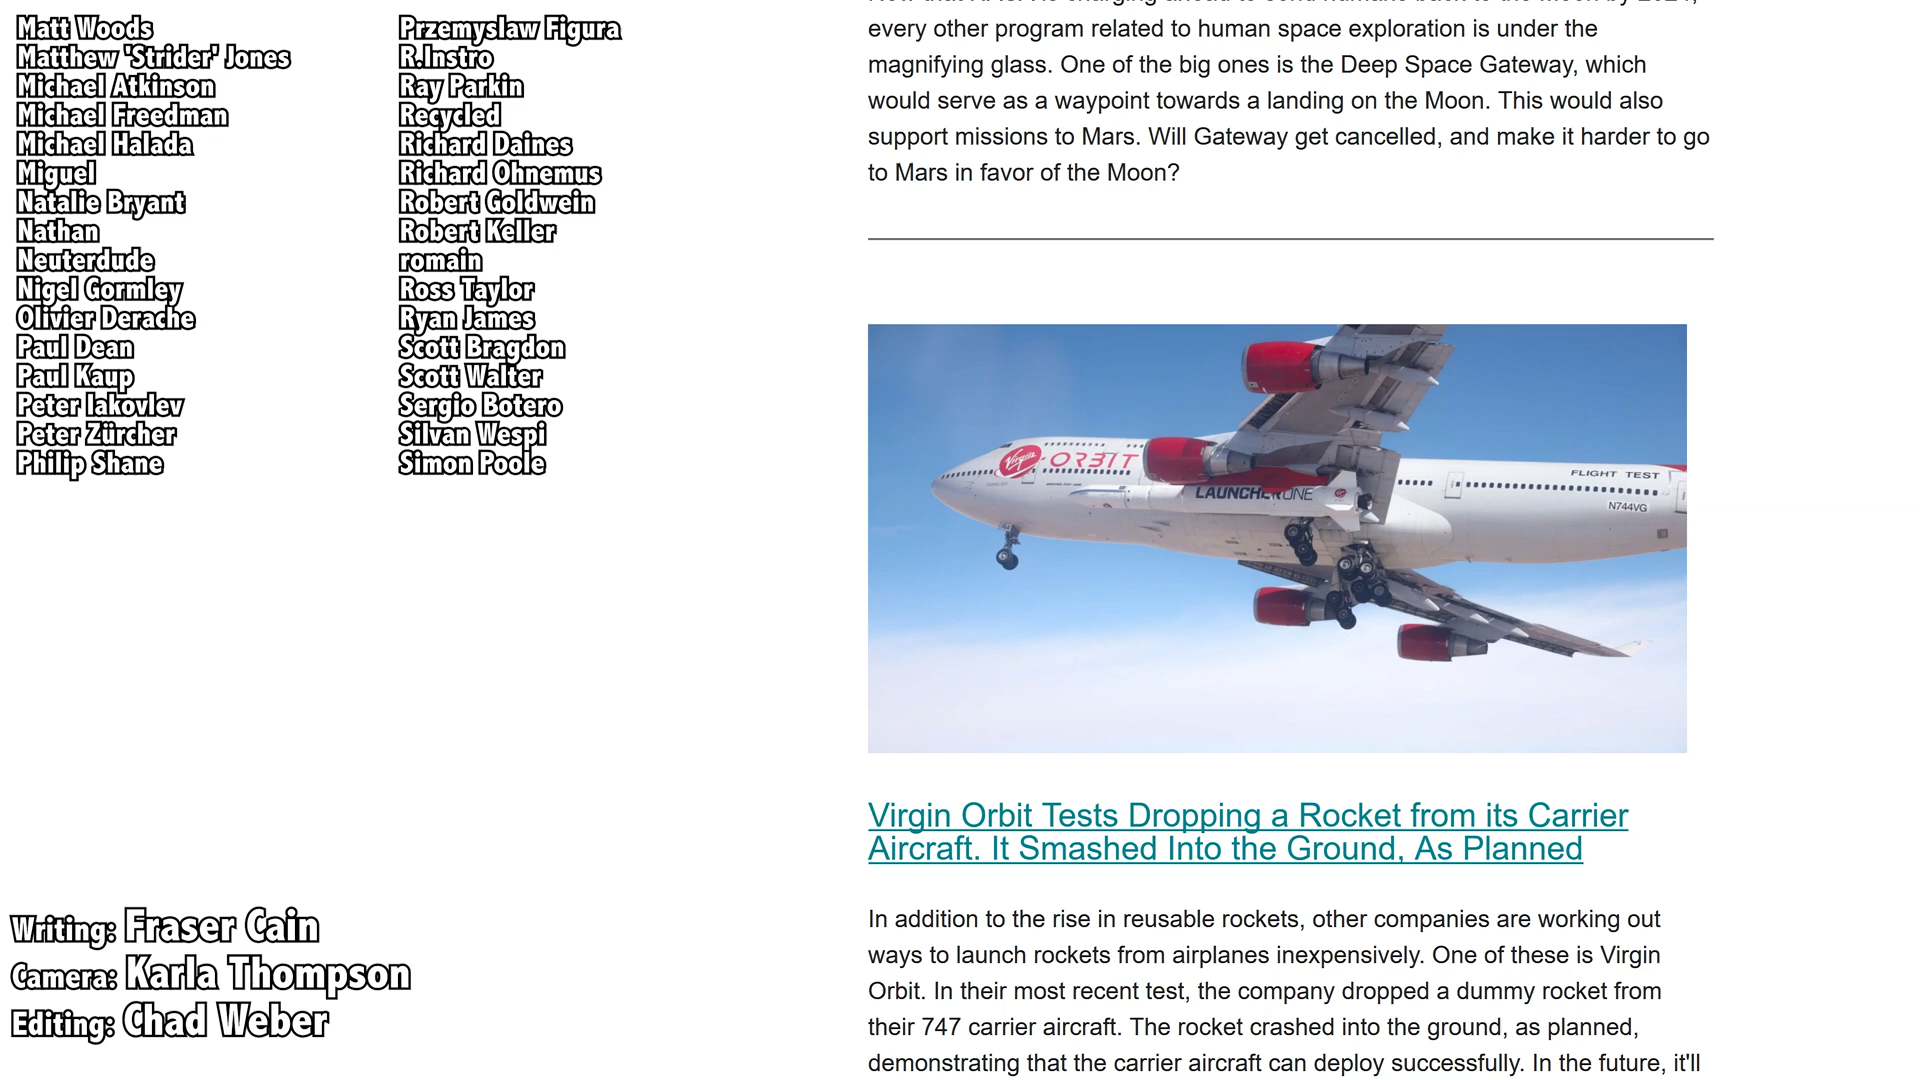 Matt Woods
Matthew 'Strider' Jones
Michael Atkinson
Michael Freedman
Michael Halada
Miguel
Natalie Bryant
Nathan
Neuterdude
Nigel Gormley
Olivier Derache
Paul Dean
Paul Kaup
Peter Iakovlev
Peter Zürcher
Philip Shane
Przemyslaw Figura
R.Instro
Ray Parkin
Recycled
Richard Daines
Richard Ohnemus
Robert Goldwein
Robert Keller
romain
Ross Taylor
Ryan James
Scott Bragdon
Scott Walter
Sergio Botero
Silvan Wespi
Simon Poole
Writing: Fraser Cain
Camera: Karla Thompson
Editing: Chad Weber
every other program related to human space exploration is under the
magnifying glass. One of the big ones is the Deep Space Gateway, which
would serve as a waypoint towards a landing on the Moon. This would also
support missions to Mars. Will Gateway get cancelled, and make it harder to go
to Mars in favor of the Moon?
Virgin ORBIT
LAUNCHERONE
FLIGHT TEST
N744VG
Virgin Orbit Tests Dropping a Rocket from its Carrier
Aircraft. It Smashed Into the Ground, As Planned
In addition to the rise in reusable rockets, other companies are working out
ways to launch rockets from airplanes inexpensively. One of these is Virgin
Orbit. In their most recent test, the company dropped a dummy rocket from
their 747 carrier aircraft. The rocket crashed into the ground, as planned,
demonstrating that the carrier aircraft can deploy successfully. In the future, it'll